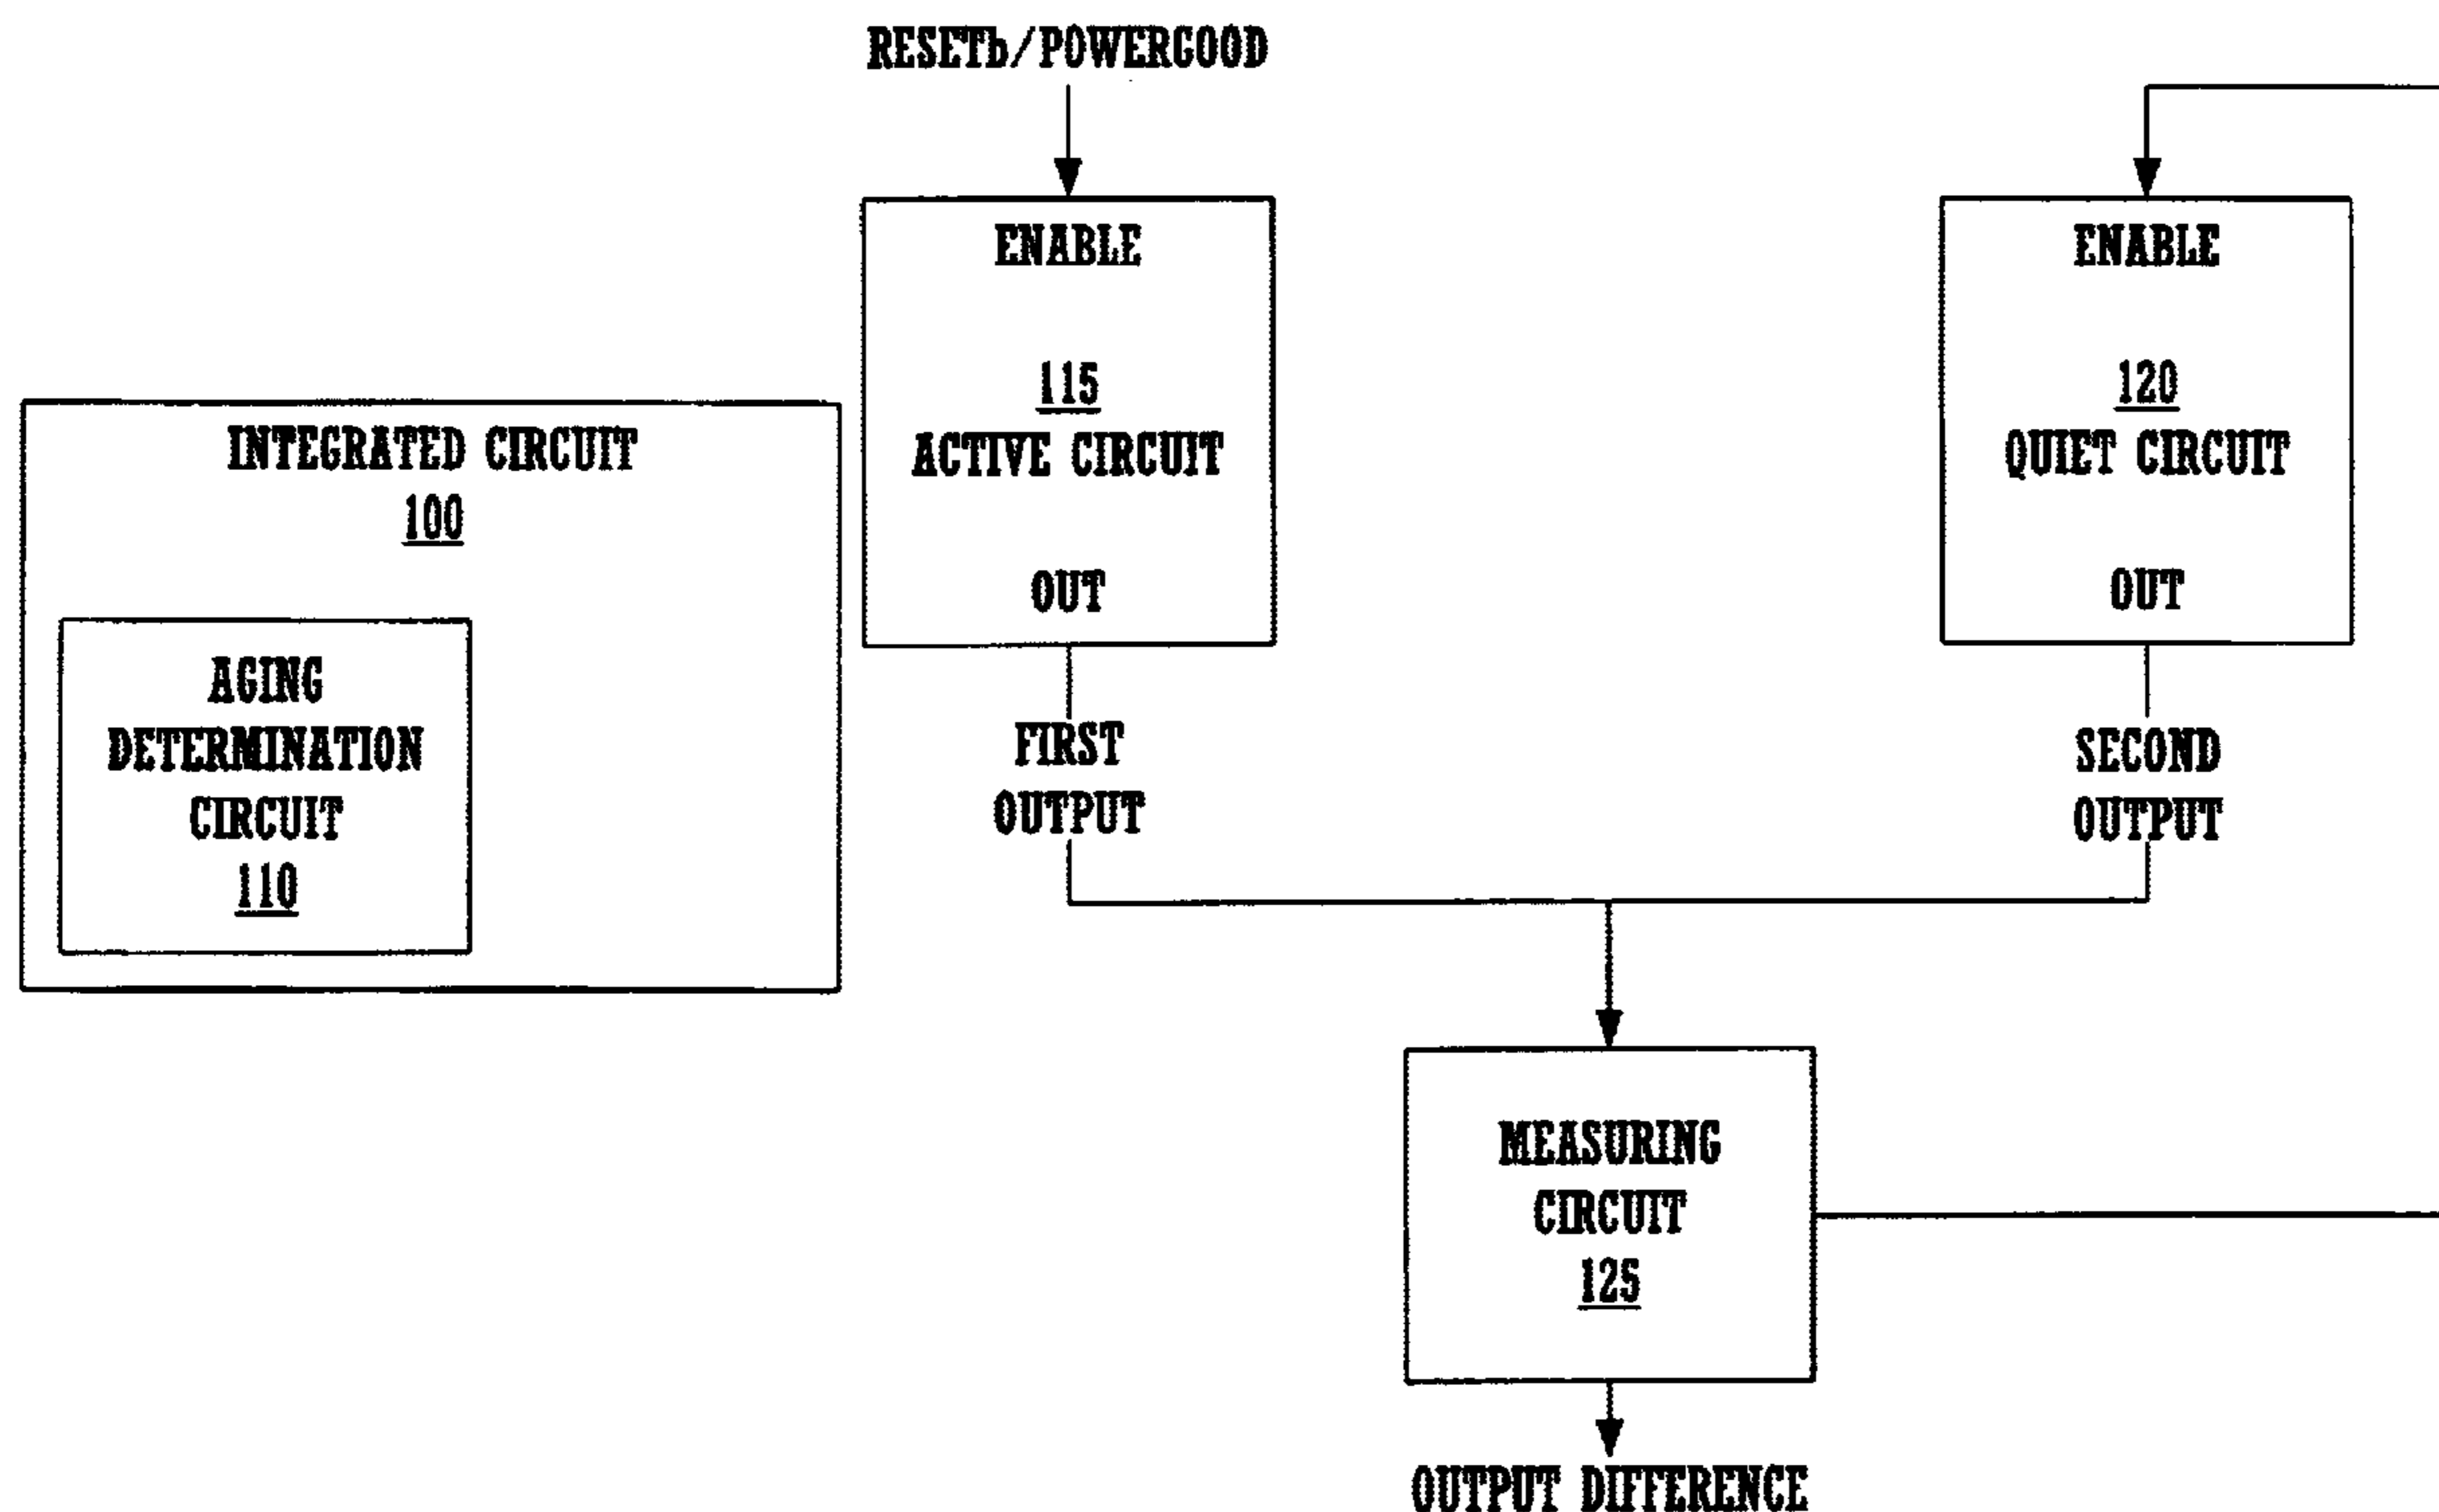 RESETb/POWERGOOD
ENABLE
115
ACTIVE CIRCUIT
OUT
ENABLE
120
QUIET CIRCUIT
OUT
INTEGRATED CIRCUIT
100
AGING
DETERMINATION
CIRCUIT
110
FIRST
OUTPUT
SECOND
OUTPUT
MEASURING
CIRCUIT
125
OUTPUT DIFFERENCE